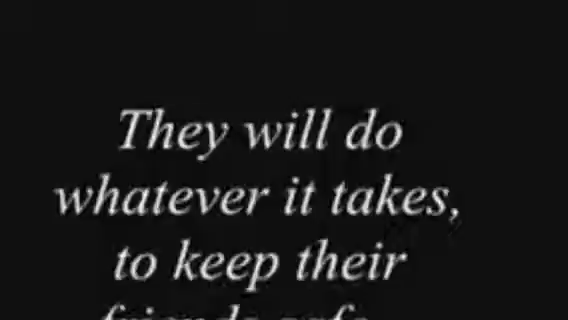 They will do
whatever it takes,
to keep their
friends safe